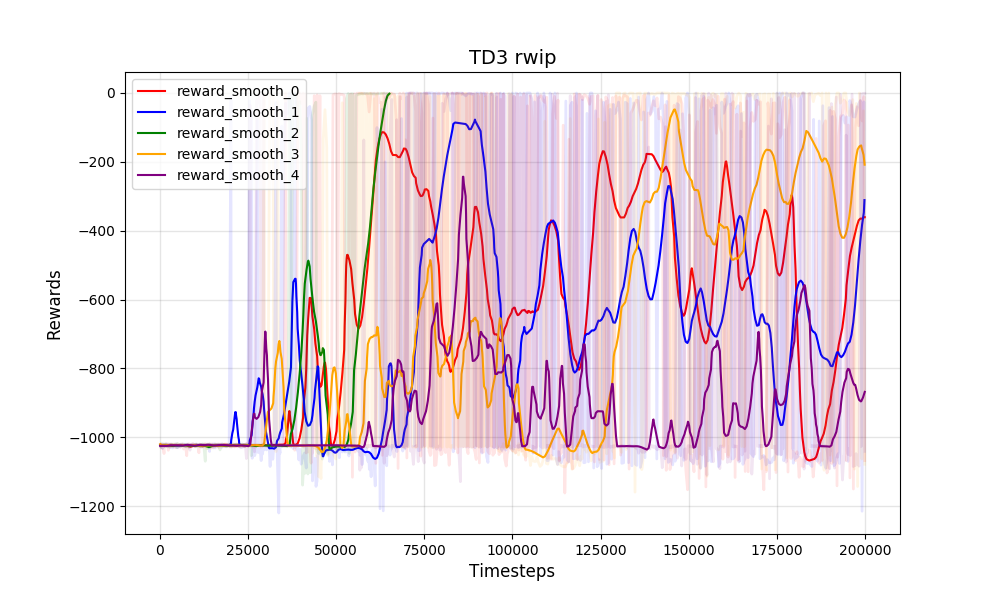 TD3 rwip
reward_smooth_0
reward_smooth_1
reward_smooth_2
reward_smooth_3
reward_smooth_4
Rewards
0
−200
−400
−600
−800
−1000
−1200
0 25000 50000 75000 100000 125000 150000 175000 200000
Timesteps